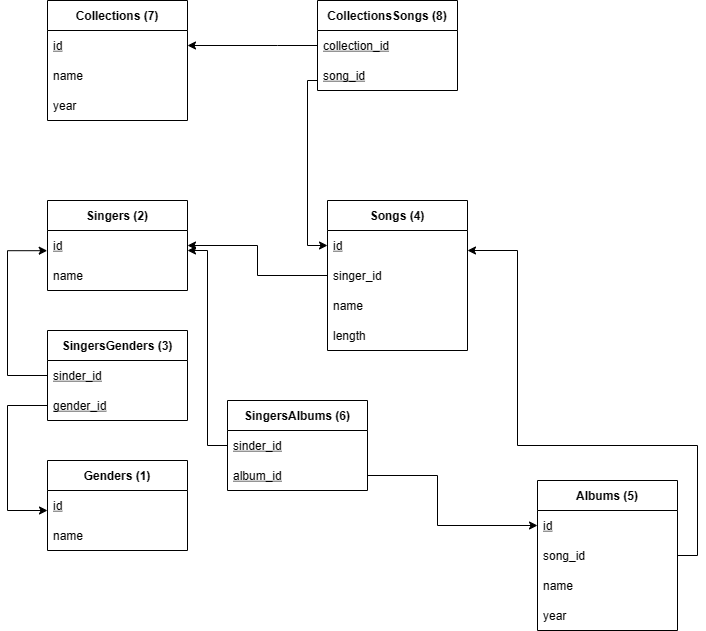 Collections (7)
id
name
year
CollectionsSongs (8)
collection_id
song_id
Singers (2)
id
name
Songs (4)
id
singer_id
name
length
SingersGenders (3)
sinder_id
gender_id
SingersAlbums (6)
sinder_id
album_id
Genders (1)
id
name
Albums (5)
id
song_id
name
year